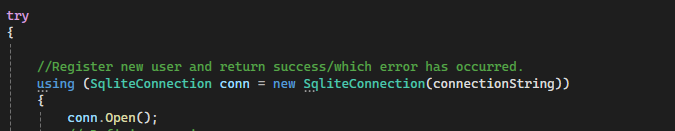 try
{
//Register new user and return success/which error has occurred.
using (SqliteConnection conn = new SqliteConnection(connectionString))
{
conn.Open();